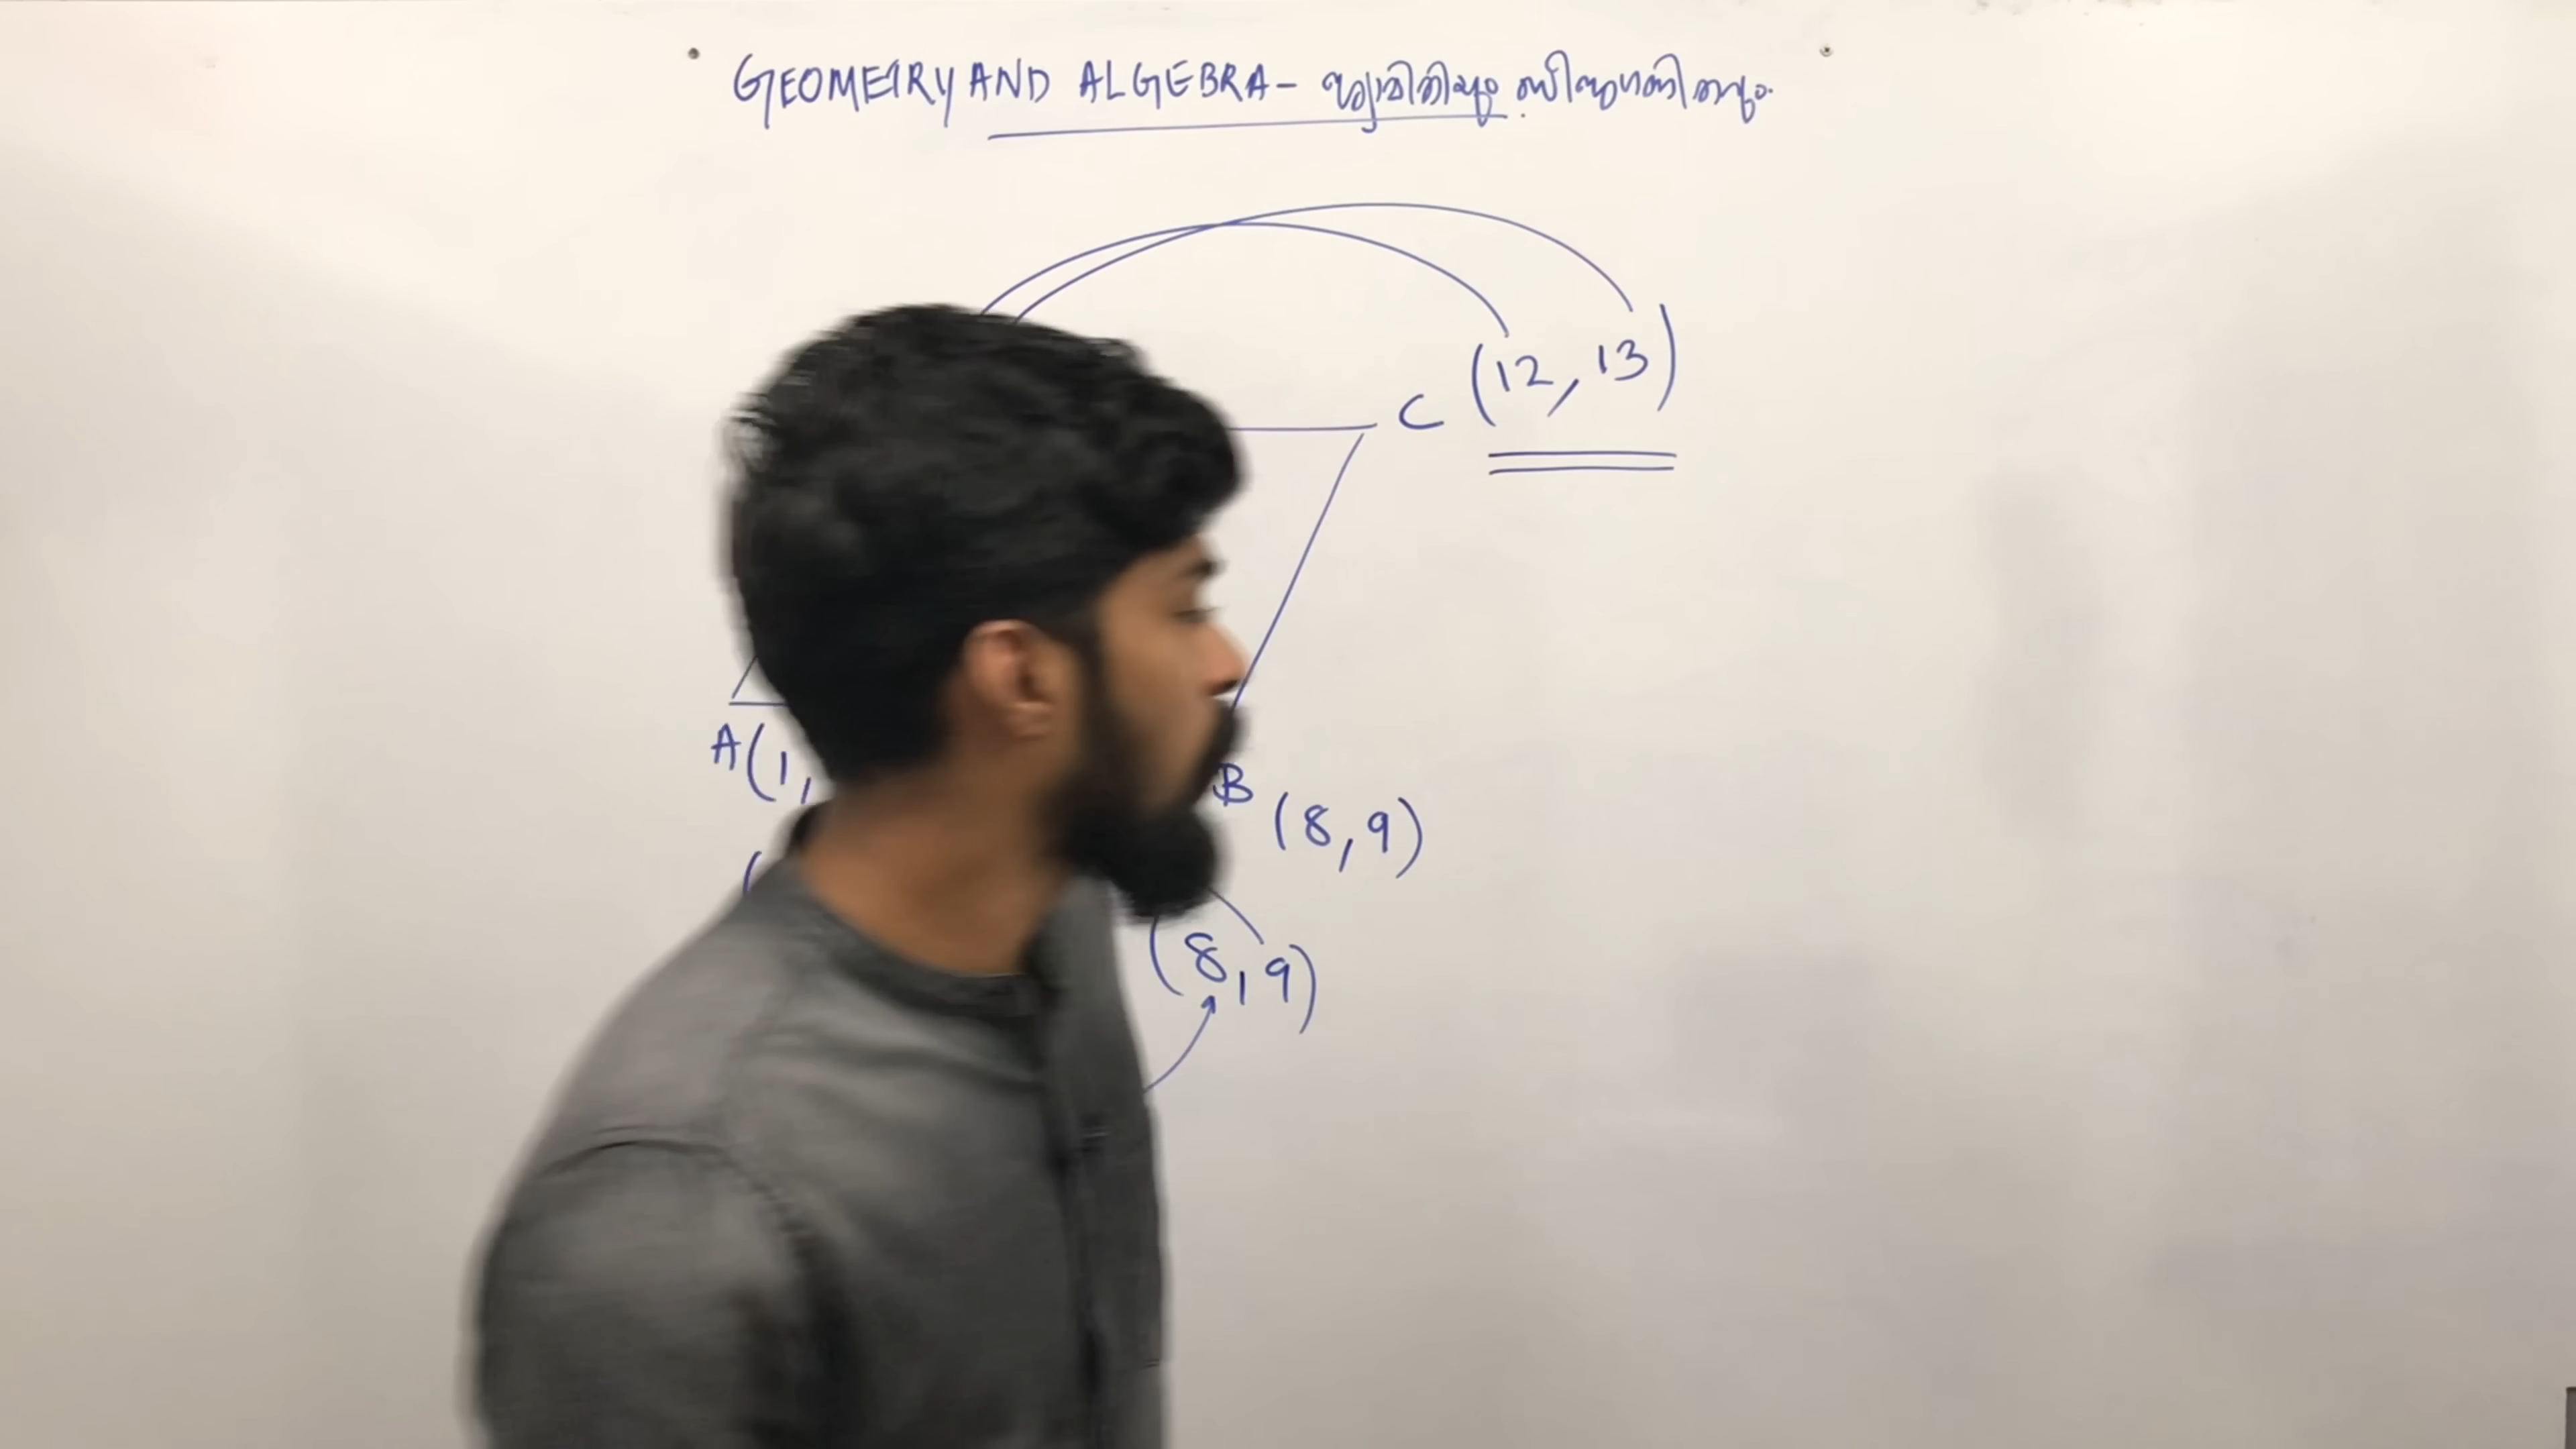 GEOMETRY AND ALGEBRA - ജ്യാമിതിയും ബീജഗണിതവും.
C (12, 13)
A(1,
B (8, 9)
(
(8, 9)